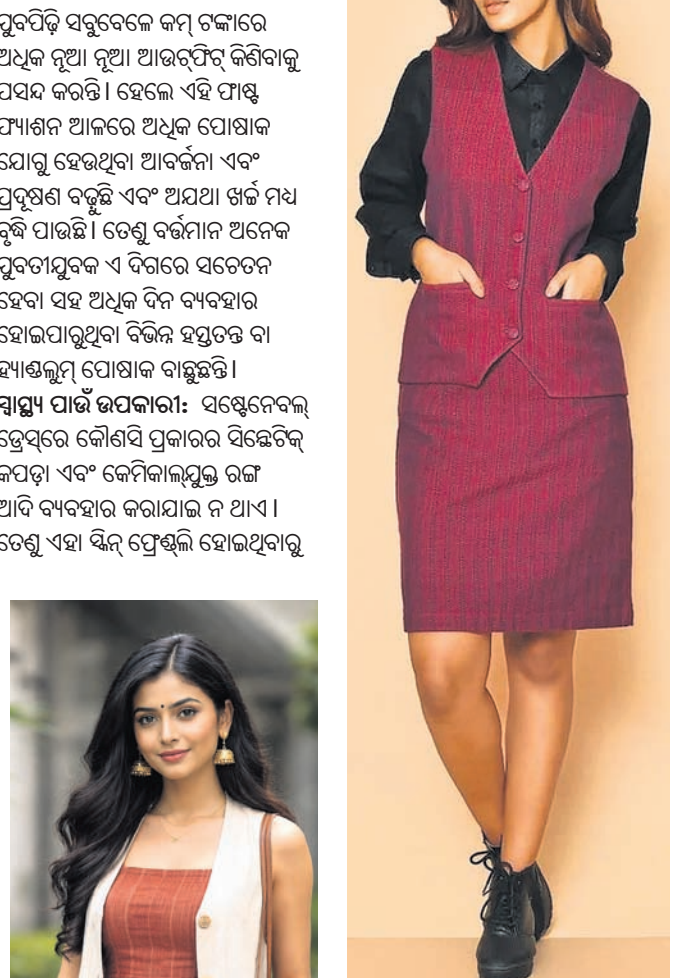 ଯୁବପିଢ଼ି ସବୁବେଳେ କମ୍ ଟଙ୍କାରେ
ଅଧିକ ନୂଆ ନୂଆ ଆଉଟ୍‌ଫିଟ୍ କିଣିବାକୁ
ପସନ୍ଦ କରନ୍ତି । ହେଲେ ଏହି ଫାଷ୍ଟ
ଫ୍ୟାଶନ ଆଳରେ ଅଧିକ ପୋଷାକ
ଯୋଗୁ ହେଉଥିବା ଆବର୍ଜନା ଏବଂ
ପ୍ରଦୂଷଣ ବଢୁଛି ଏବଂ ଅଯଥା ଖର୍ଚ୍ଚ ମଧ୍ୟ
ବୃଦ୍ଧି ପାଉଛି । ତେଣୁ ବର୍ତ୍ତମାନ ଅନେକ
ଯୁବତୀଯୁବକ ଏ ଦିଗରେ ସଚେତନ
ହେବା ସହ ଅଧିକ ଦିନ ବ୍ୟବହାର
ହୋଇପାରୁଥିବା ବିଭିନ୍ନ ହସ୍ତତନ୍ତ ବା
ହ୍ୟାଣ୍ଡଲୁମ୍ ପୋଷାକ ବାଛୁଛନ୍ତି ।
ସ୍ୱାସ୍ଥ୍ୟ ପାଇଁ ଉପକାରୀ: ସଷ୍ଟେନେବଲ୍
ଡ୍ରେସ୍‌ରେ କୌଣସି ପ୍ରକାରର ସିନ୍ଥେଟିକ୍
କପଡ଼ା ଏବଂ କେମିକାଲ୍‌ଯୁକ୍ତ ରଙ୍ଗ
ଆଦି ବ୍ୟବହାର କରାଯାଇ ନ ଥାଏ ।
ତେଣୁ ଏହା ସ୍କିନ୍ ଫ୍ରେଣ୍ଡ୍‌ଲି ହୋଇଥିବାରୁ